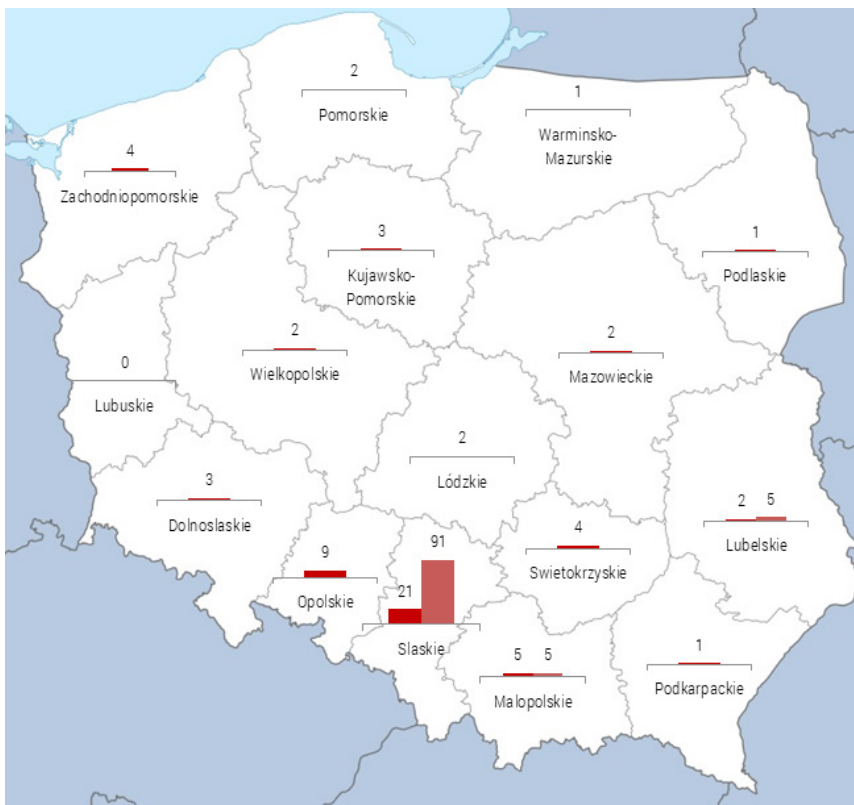 2
Pomorskie
1
Warminsko-
Mazurskie
4
Zachodniopomorskie
3
Kujawsko-
Pomorskie
1
Podlaskie
2
Wielkopolskie
2
Mazowieckie
0
Lubuskie
2
Lódzkie
3
Dolnoslaskie
2 5
Lubelskie
4
Swietokrzyskie
9
Opolskie
91
21
Slaskie
5 5
Malopolskie
1
Podkarpackie